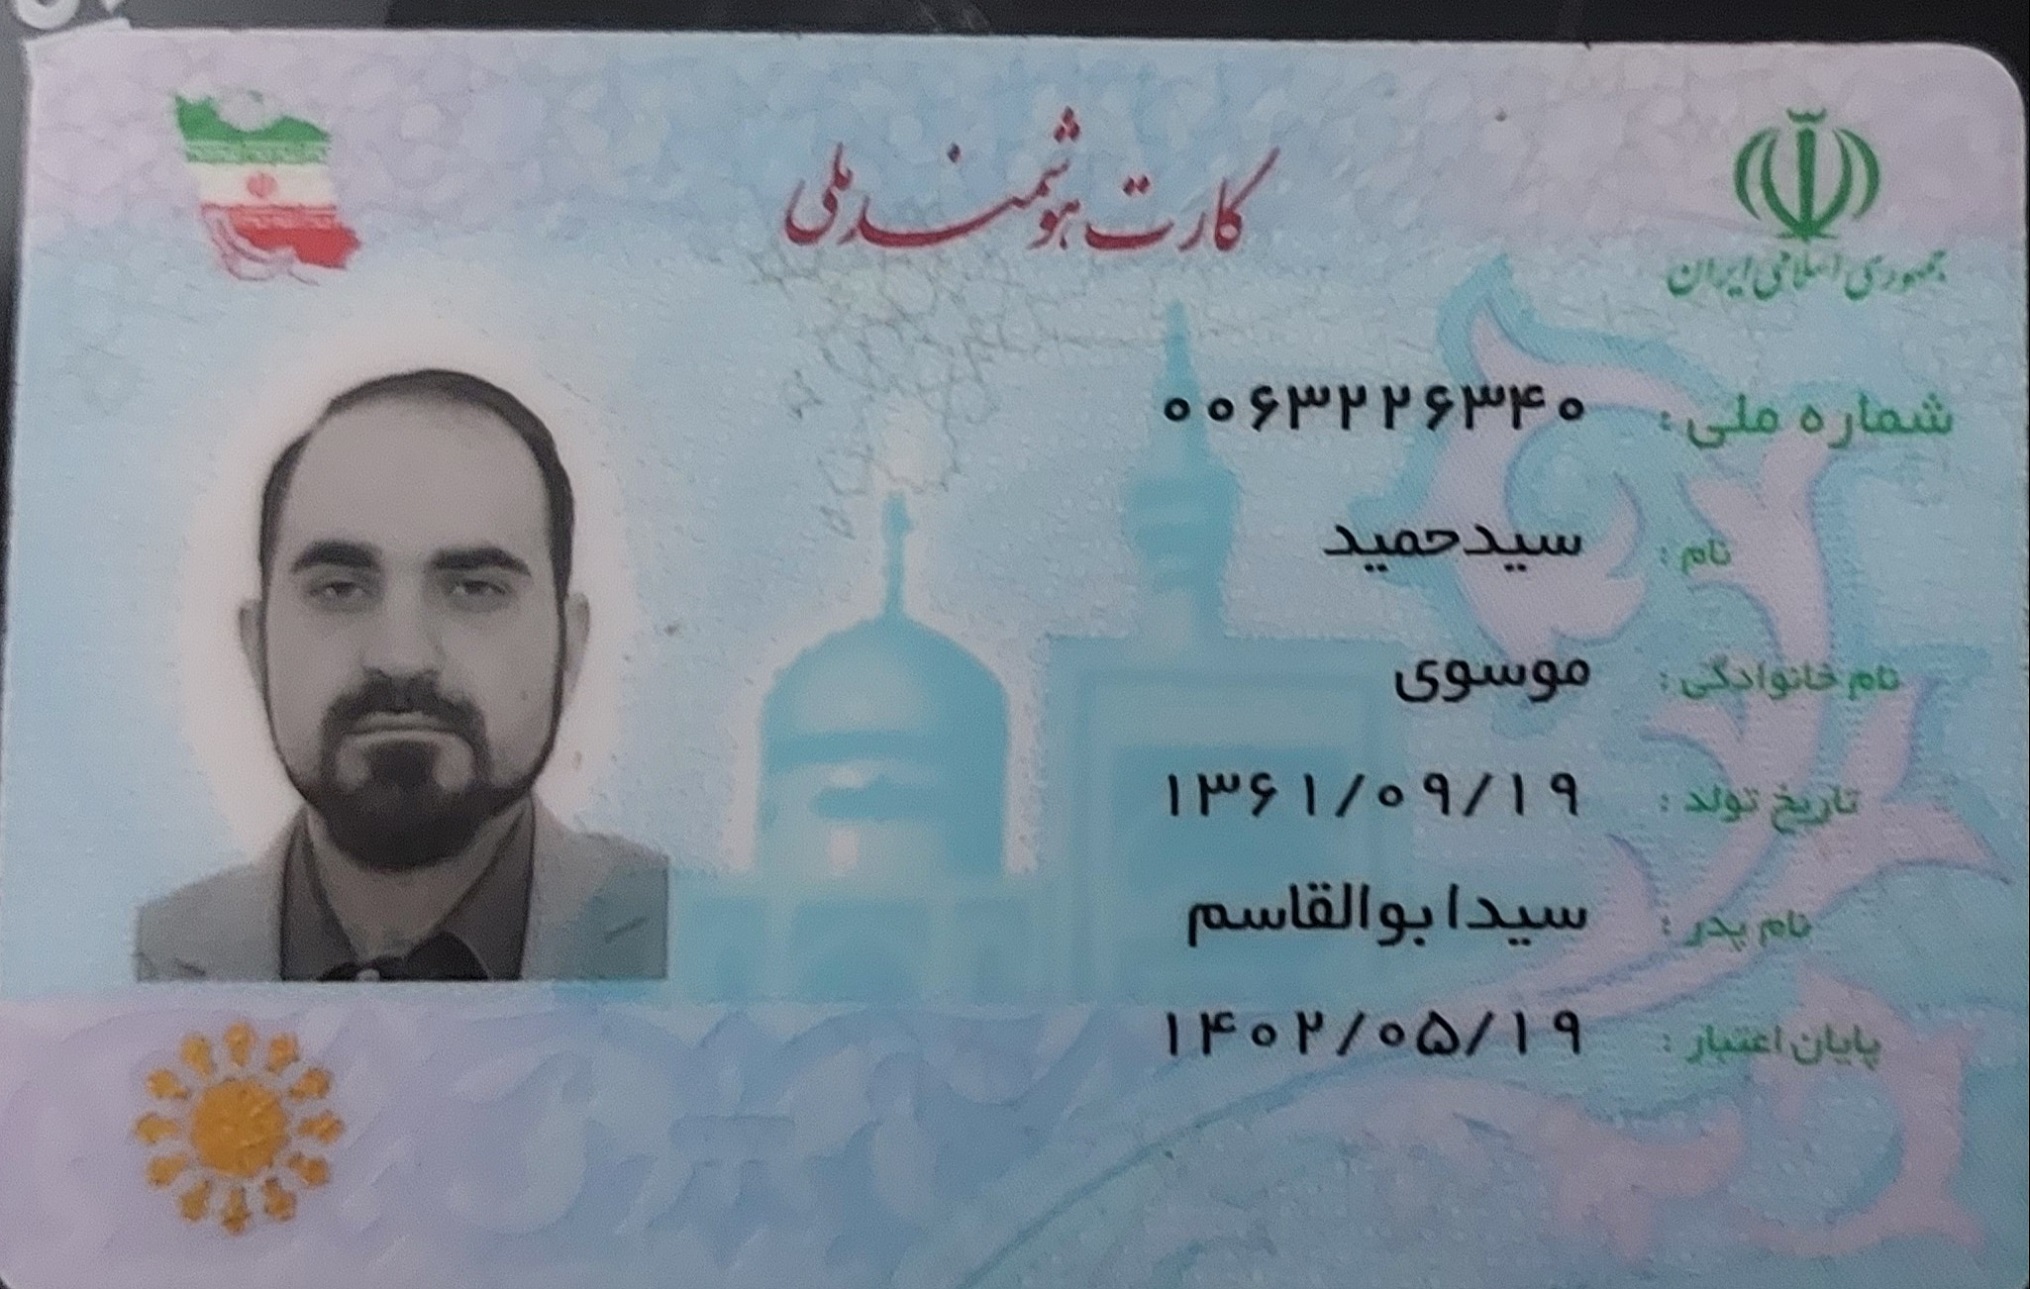 کارت هوشمند ملی
جمهوری اسلامی ایران
شماره ملی: ۰۰۶۳۲۲۶۳۴۰
نام: سیدحمید
نام خانوادگی: موسوی
تاریخ تولد: ۱۳۶۱/۰۹/۱۹
نام پدر: سیدابوالقاسم
پایان اعتبار: ۱۴۰۲/۰۵/۱۹